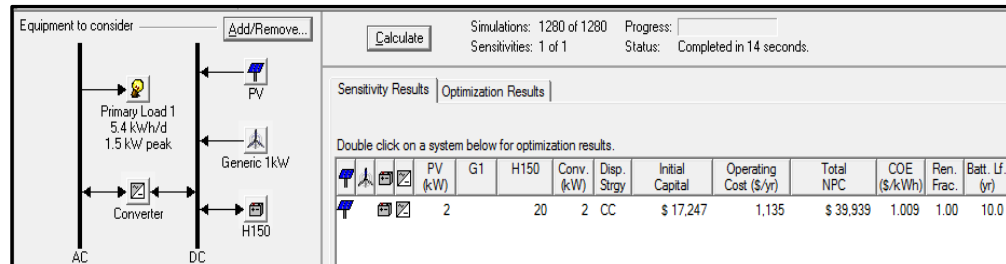 Equipment to consider
Add/Remove...
PV
Primary Load 1
5.4 kWh/d
1.5 kW peak
Generic 1kW
Converter
H150
AC
DC
Calculate
Simulations: 1280 of 1280
Progress:
Sensitivities: 1 of 1
Status: Completed in 14 seconds.
Sensitivity Results
Optimization Results
Double click on a system below for optimization results.
PV (kW) G1 H150 Conv. (kW) Disp. Strgy Initial Capital Operating Cost ($/yr) Total NPC COE ($/kWh) Ren. Frac. Batt. Lf. (yr)
2 20 2 CC $ 17,247 1,135 $ 39,939 1.009 1.00 10.0